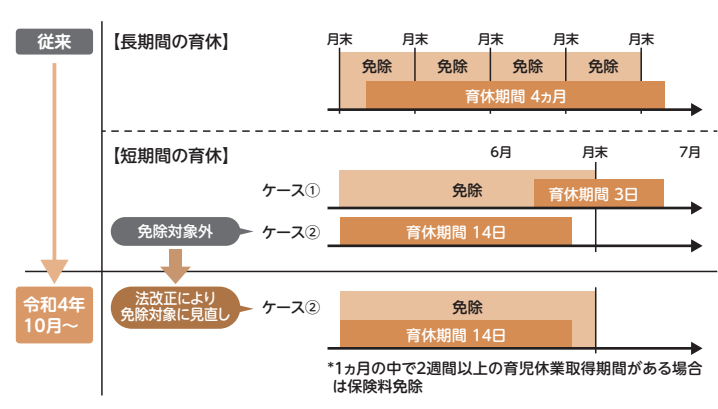 従来
【長期間の育休】
月末 月末 月末 月末 月末
免除 免除 免除 免除
育休期間 4ヵ月
【短期間の育休】
6月 月末 7月
ケース①
免除
育休期間 3日
免除対象外
ケース②
育休期間 14日
令和4年
10月～
法改正により
免除対象に見直し
ケース②
免除
育休期間 14日
*1ヵ月の中で2週間以上の育児休業取得期間がある場合
は保険料免除